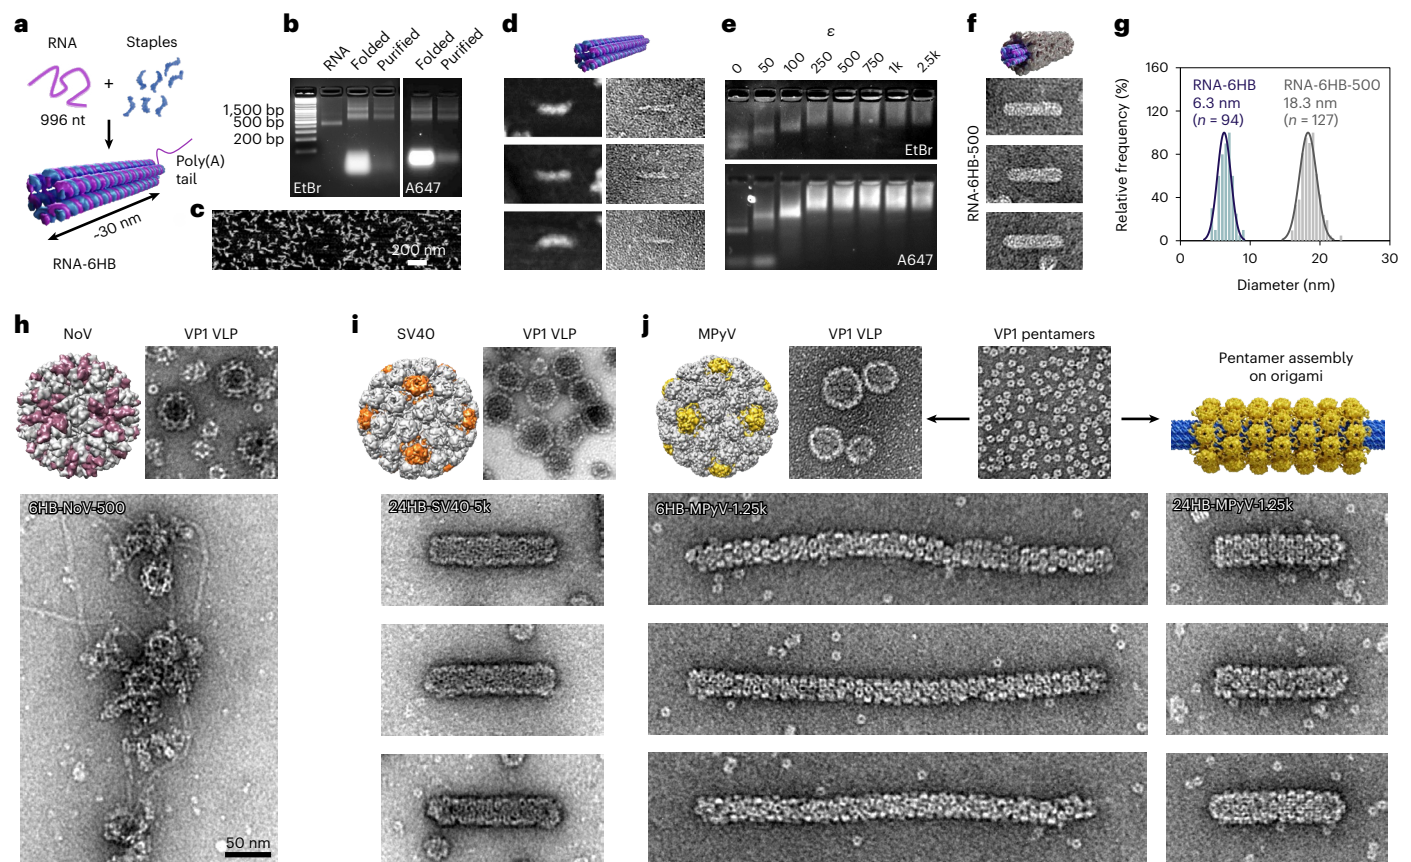 a
RNA
Staples
+
996 nt
Poly(A)
tail
~30 nm
RNA-6HB
b
RNA
Folded
Purified
Folded
Purified
1,500 bp
500 bp
200 bp
EtBr
A647
c
200 nm
d
e
ε
0
50
100
250
500
750
1k
2.5k
EtBr
A647
f
RNA-6HB-500
g
Relative frequency (%)
160
120
80
40
0
RNA-6HB
6.3 nm
(n = 94)
RNA-6HB-500
18.3 nm
(n = 127)
0
10
20
30
Diameter (nm)
h
NoV
VP1 VLP
6HB-NoV-500
50 nm
i
SV40
VP1 VLP
24HB-SV40-5k
j
MPyV
VP1 VLP
VP1 pentamers
Pentamer assembly
on origami
6HB-MPyV-1.25k
24HB-MPyV-1.25k